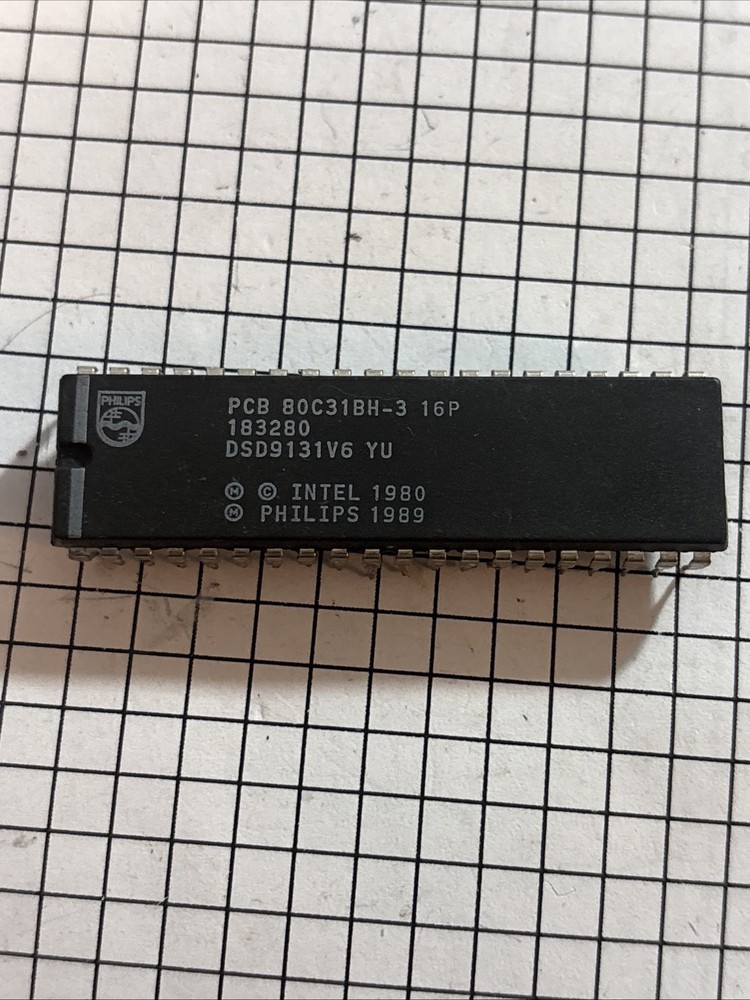 PHILIPS
PCB 80C31BH-3 16P
183280
DSD9131V6 YU
Ⓜ © INTEL 1980
Ⓜ PHILIPS 1989